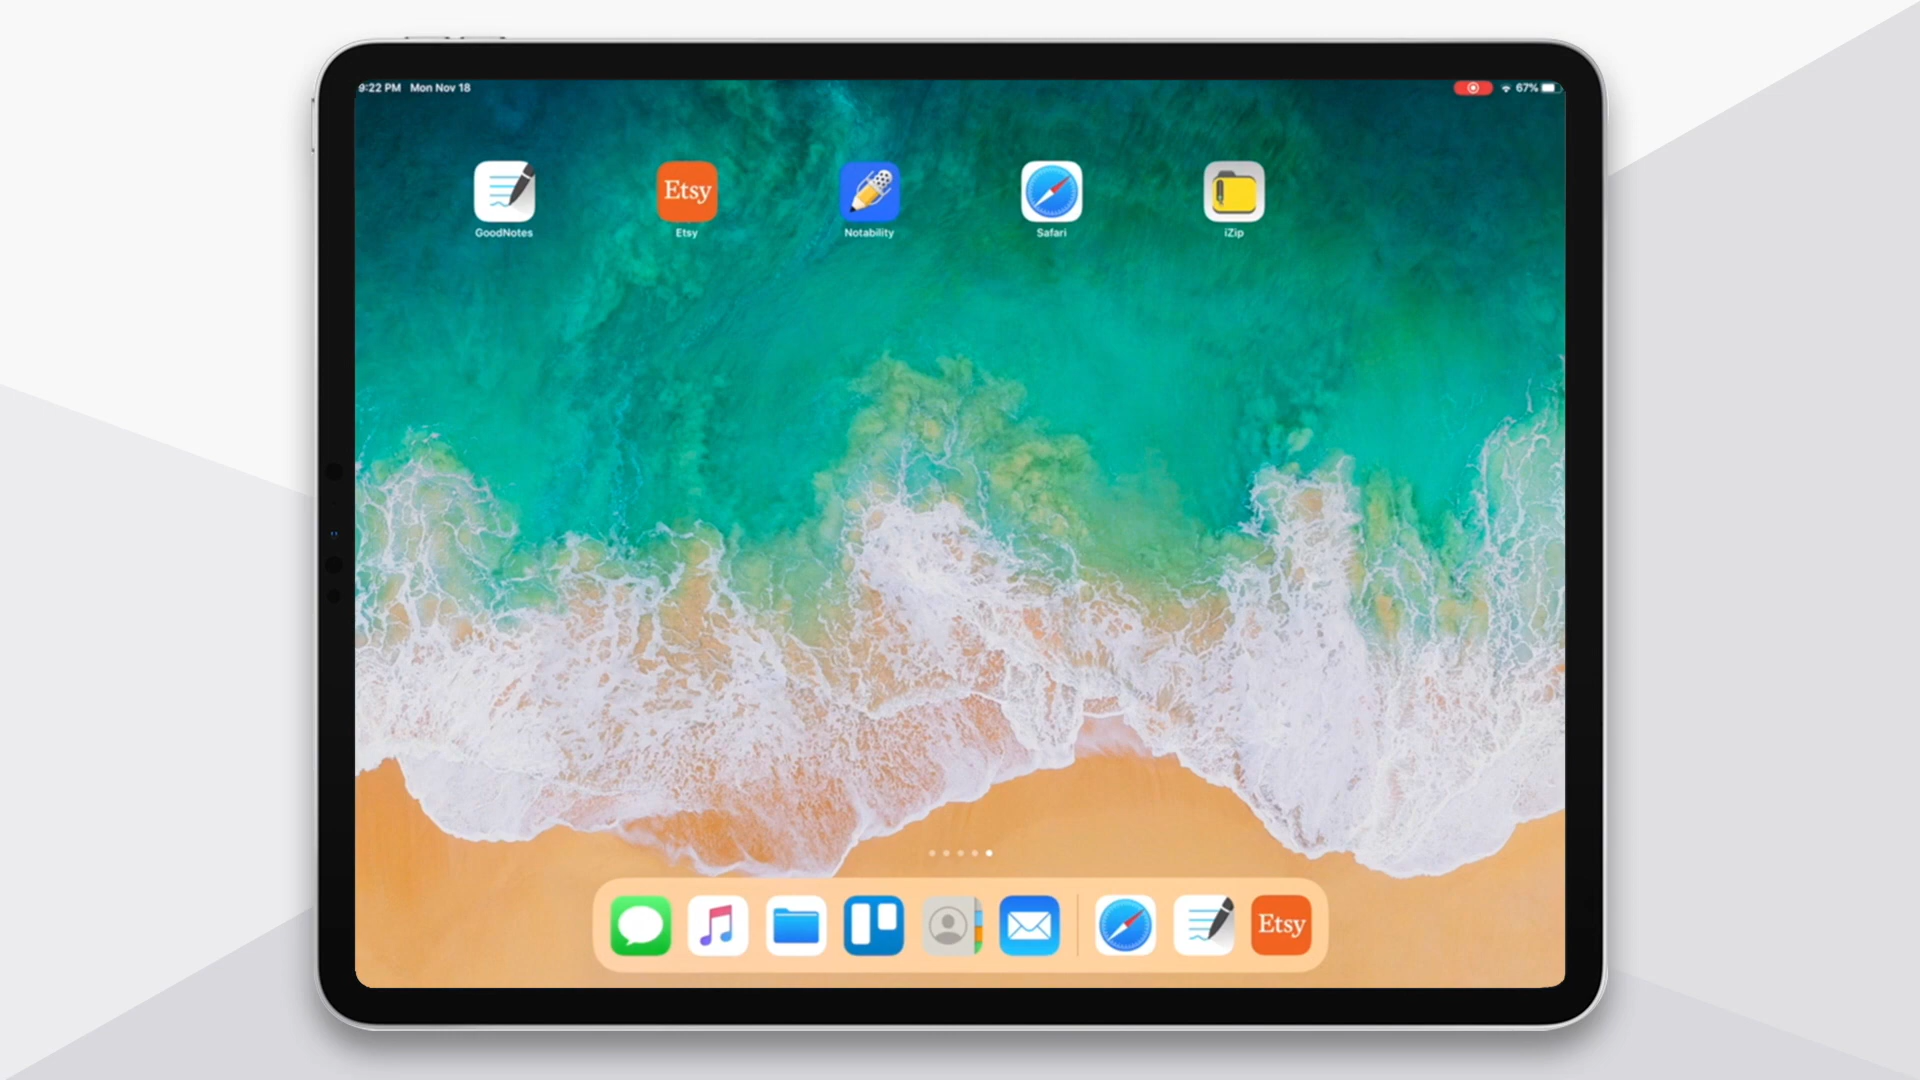 9:22 PM Mon Nov 18
67%
Etsy
GoodNotes
Etsy
Notability
Safari
iZip
Etsy